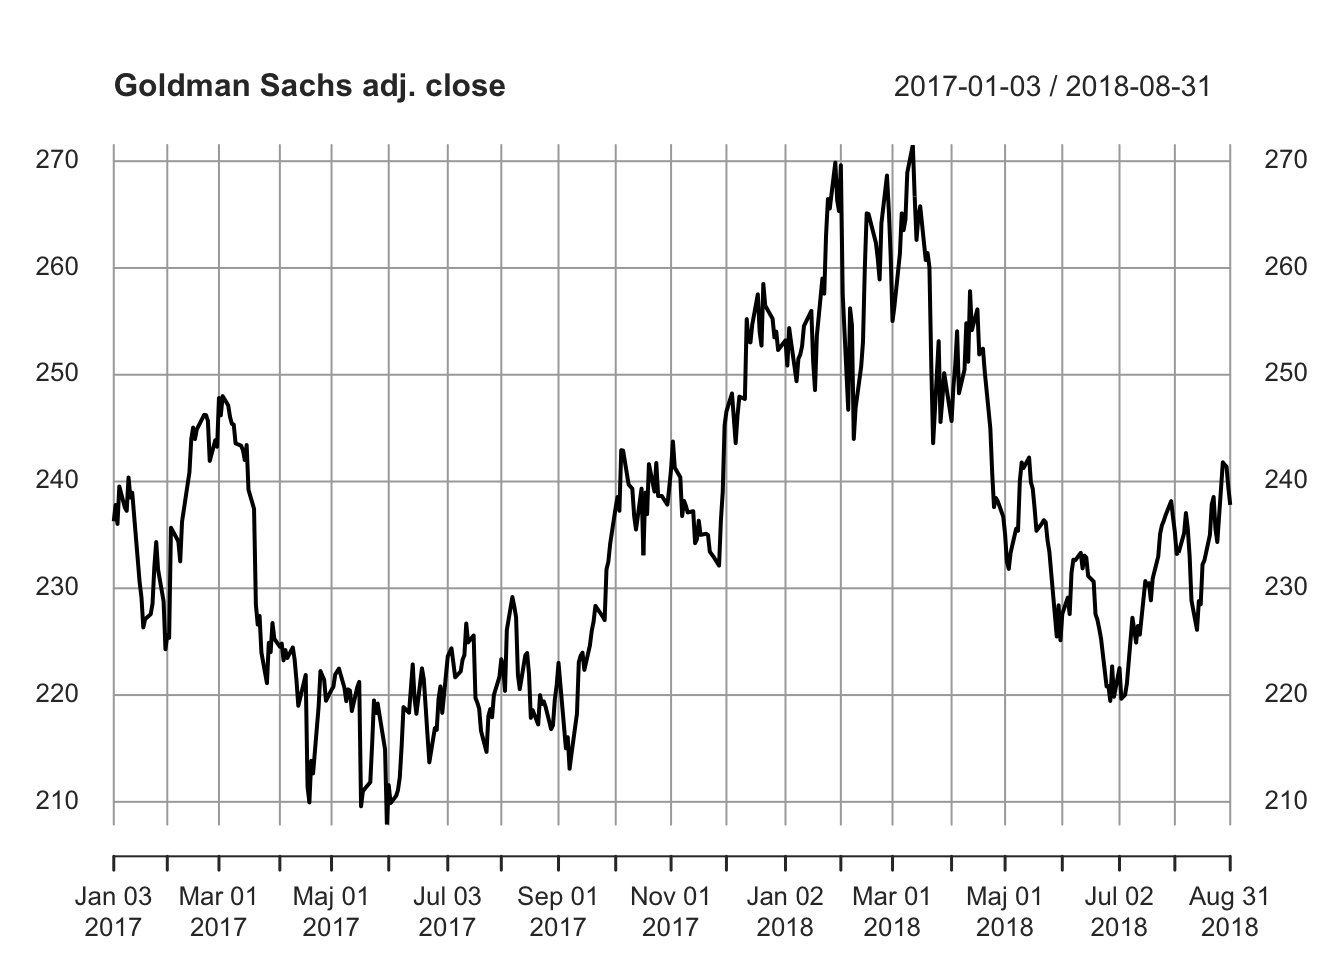 Goldman Sachs adj. close 2017-01-03 / 2018-08-31
270 270
260 260
250 250
240 240
230 230
220 220
210 210
Jan 03 Mar 01 Maj 01 Jul 03 Sep 01 Nov 01 Jan 02 Mar 01 Maj 01 Jul 02 Aug 31
2017 2017 2017 2017 2017 2017 2018 2018 2018 2018 2018